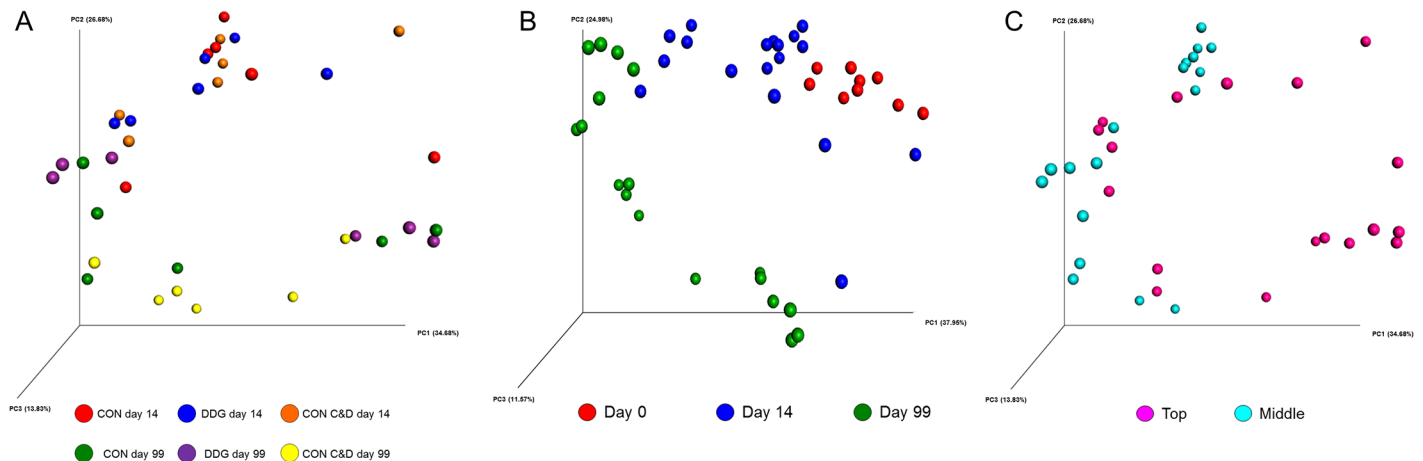 A
PC2 (26.68%)
PC1 (34.68%)
PC3 (13.83%)
CON day 14
DDG day 14
CON C&D day 14
CON day 99
DDG day 99
CON C&D day 99
B
PC2 (24.98%)
PC1 (37.95%)
PC3 (11.57%)
Day 0
Day 14
Day 99
C
PC2 (26.68%)
PC1 (34.68%)
PC3 (13.83%)
Top
Middle